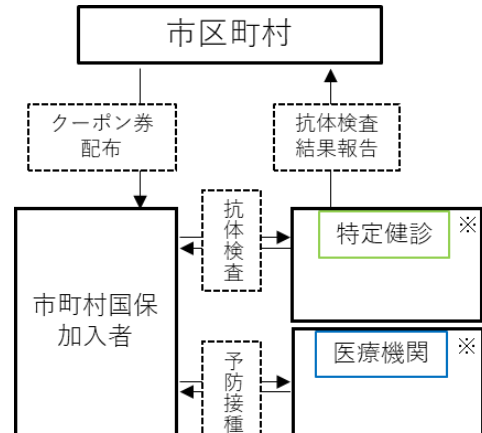 市区町村
クーポン券
配布
抗体検査
結果報告
抗体検査
特定健診
※
市町村国保
加入者
医療機関
※
予防接種